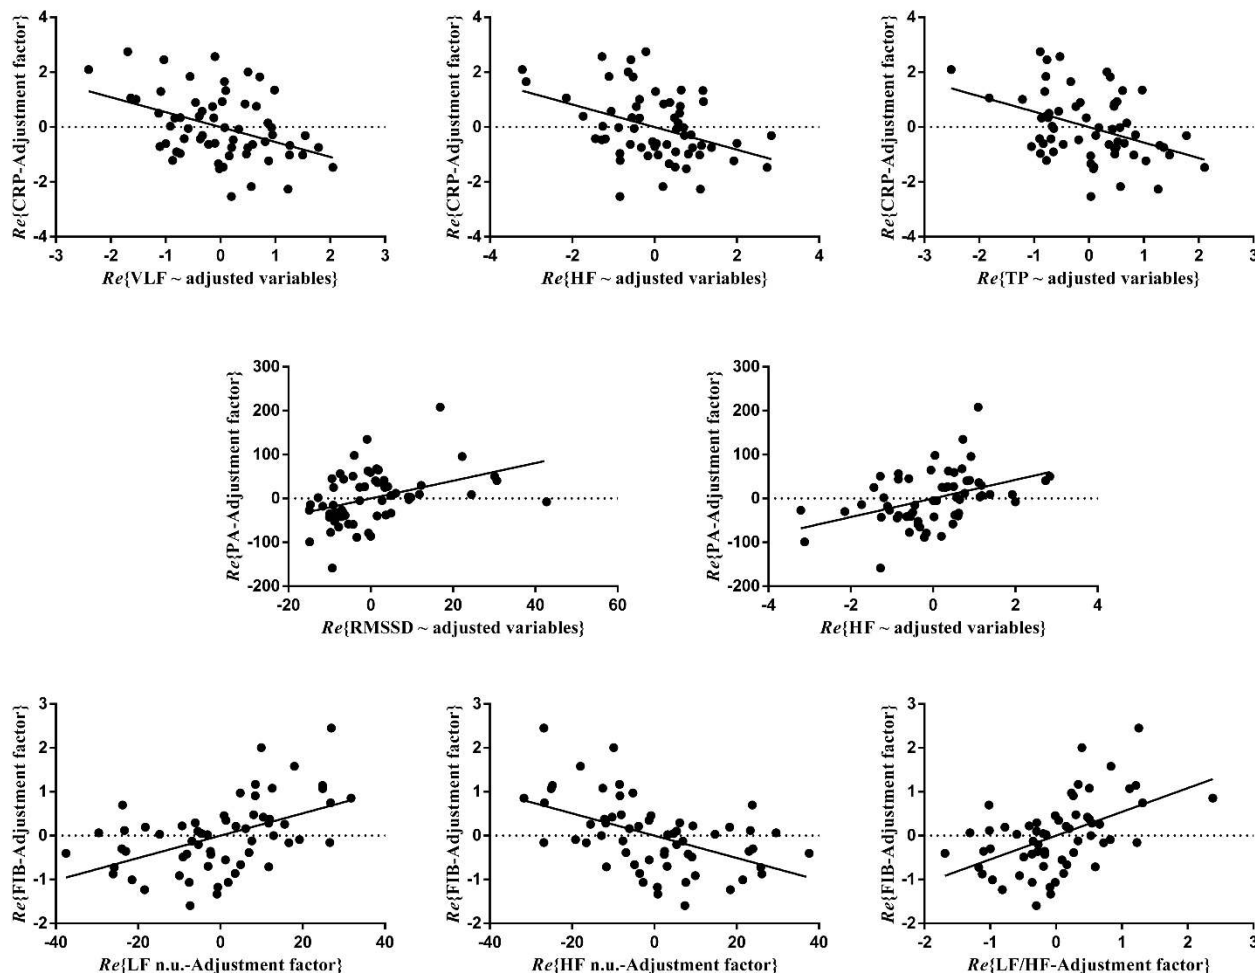 Re{CRP-Adjustment factor}
4
2
0
-2
-4
-3 -2 -1 0 1 2 3
Re{VLF ~ adjusted variables}
Re{CRP-Adjustment factor}
4
2
0
-2
-4
-4 -2 0 2 4
Re{HF ~ adjusted variables}
Re{CRP-Adjustment factor}
4
2
0
-2
-4
-3 -2 -1 0 1 2 3
Re{TP ~ adjusted variables}
Re{PA-Adjustment factor}
300
200
100
0
-100
-200
-20 0 20 40 60
Re{RMSSD ~ adjusted variables}
Re{PA-Adjustment factor}
300
200
100
0
-100
-200
-4 -2 0 2 4
Re{HF ~ adjusted variables}
Re{FIB-Adjustment factor}
3
2
1
0
-1
-2
-40 -20 0 20 40
Re{LF n.u.-Adjustment factor}
Re{FIB-Adjustment factor}
3
2
1
0
-1
-2
-40 -20 0 20 40
Re{HF n.u.-Adjustment factor}
Re{FIB-Adjustment factor}
3
2
1
0
-1
-2
-2 -1 0 1 2 3
Re{LF/HF-Adjustment factor}